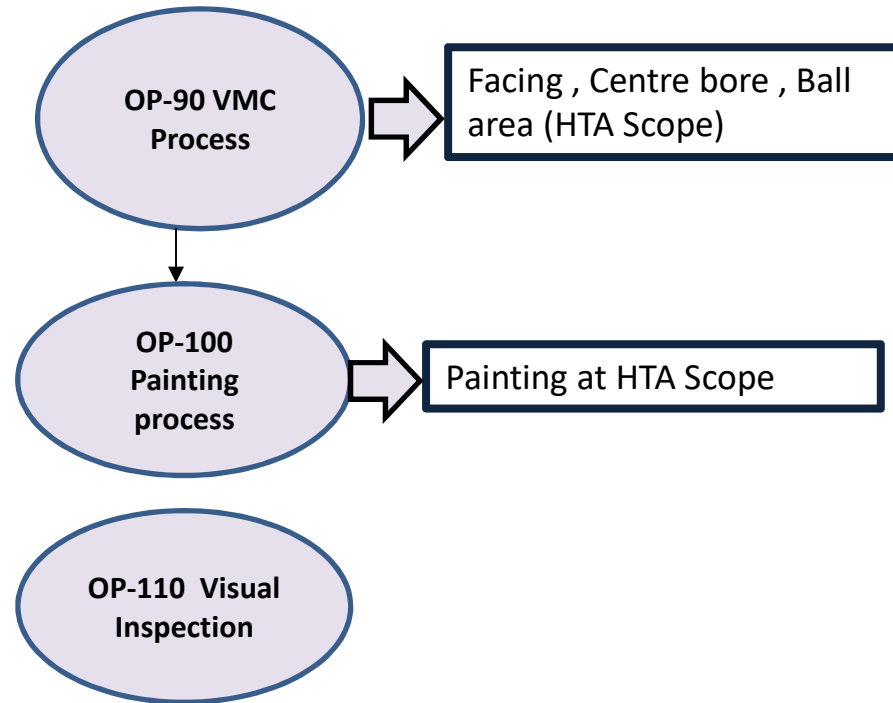 OP-90 VMC
Process
Facing , Centre bore , Ball
area (HTA Scope)
OP-100
Painting
process
Painting at HTA Scope
OP-110  Visual
Inspection